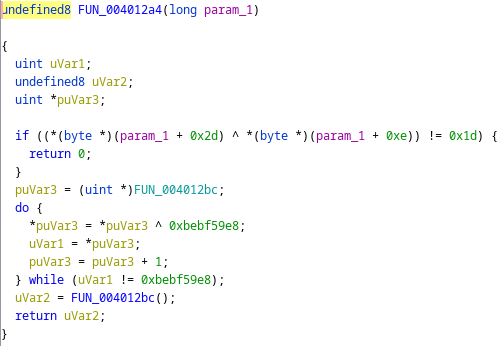 undefined8 FUN_004012a4(long param_1)
{
uint uVar1;
undefined8 uVar2;
uint *puVar3;
if ((*(byte *)(param_1 + 0x2d) ^ *(byte *)(param_1 + 0xe)) != 0x1d) {
return 0;
}
puVar3 = (uint *)FUN_004012bc;
do {
*puVar3 = *puVar3 ^ 0xbebf59e8;
uVar1 = *puVar3;
puVar3 = puVar3 + 1;
} while (uVar1 != 0xbebf59e8);
uVar2 = FUN_004012bc();
return uVar2;
}